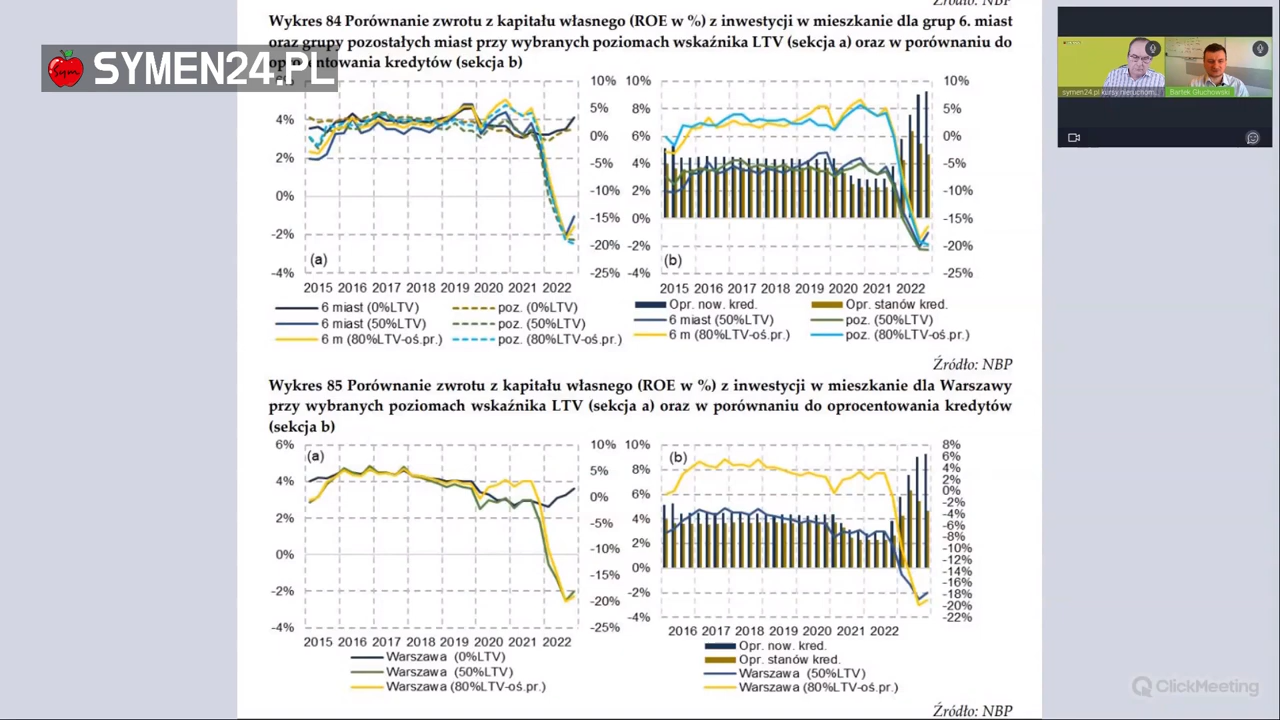 Źródło: NBP
Wykres 84 Porównanie zwrotu z kapitału własnego (ROE w %) z inwestycji w mieszkanie dla grup 6. miast
oraz grupy pozostałych miast przy wybranych poziomach wskaźnika LTV (sekcja a) oraz w porównaniu do
oprocentowania kredytów (sekcja b)
SYMEN24.PL
6%
4%
2%
0%
-2%
-4%
10%
5%
0%
-5%
-10%
-15%
-20%
-25%
(a)
2015 2016 2017 2018 2019 2020 2021 2022
6 miast (0%LTV)
poz. (0%LTV)
6 miast (50%LTV)
poz. (50%LTV)
6 m (80%LTV-oś.pr.)
poz. (80%LTV-oś.pr.)
10%
8%
6%
4%
2%
0%
-2%
-4%
10%
5%
0%
-5%
-10%
-15%
-20%
-25%
(b)
2015 2016 2017 2018 2019 2020 2021 2022
Opr. now. kred.
Opr. stanów kred.
6 miast (50%LTV)
poz. (50%LTV)
6 m (80%LTV-oś.pr.)
poz. (80%LTV-oś.pr.)
Źródło: NBP
Wykres 85 Porównanie zwrotu z kapitału własnego (ROE w %) z inwestycji w mieszkanie dla Warszawy
przy wybranych poziomach wskaźnika LTV (sekcja a) oraz w porównaniu do oprocentowania kredytów
(sekcja b)
6%
4%
2%
0%
-2%
-4%
10%
5%
0%
-5%
-10%
-15%
-20%
-25%
(a)
2015 2016 2017 2018 2019 2020 2021 2022
Warszawa (0%LTV)
Warszawa (50%LTV)
Warszawa (80%LTV-oś.pr.)
10%
8%
6%
4%
2%
0%
-2%
-4%
8%
6%
4%
2%
0%
-2%
-4%
-6%
-8%
-10%
-12%
-14%
-16%
-18%
-20%
-22%
(b)
2016 2017 2018 2019 2020 2021 2022
Opr. now. kred.
Opr. stanów kred.
Warszawa (50%LTV)
Warszawa (80%LTV-oś.pr.)
Źródło: NBP
symen24.pl kursy nieruchom...
Bartek Głuchowski
ClickMeeting